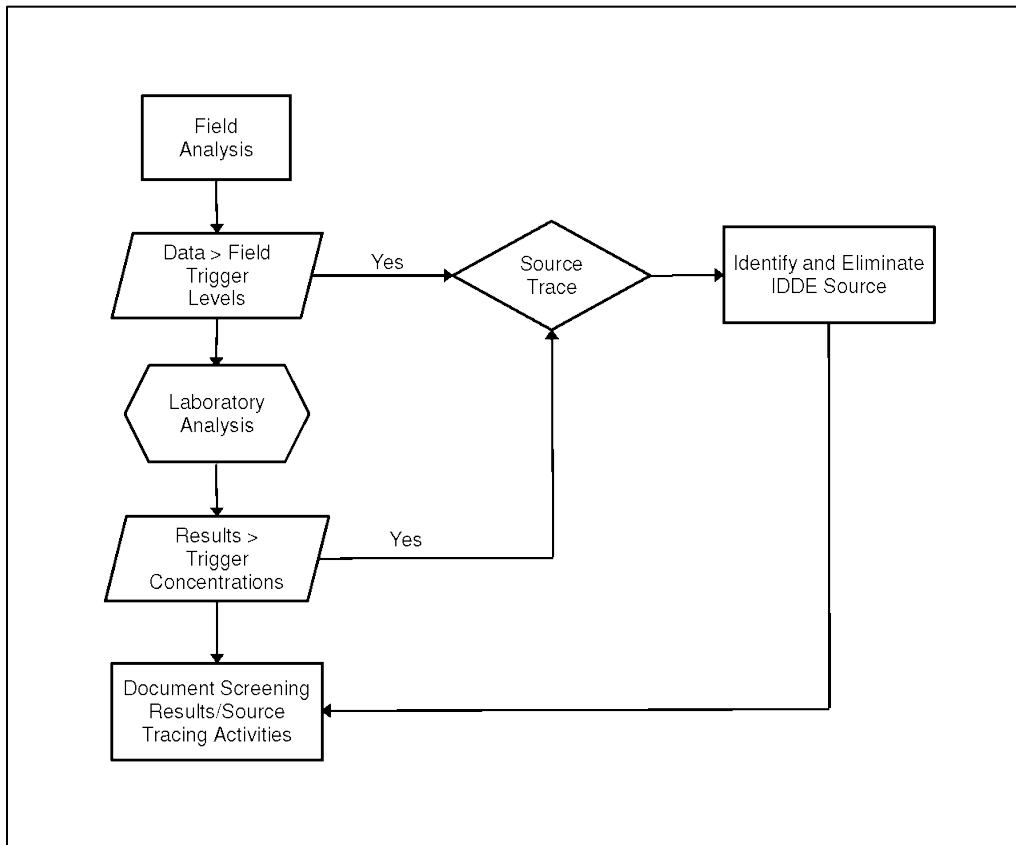 Field
Analysis
Data > Field
Trigger
Levels
Yes
Source
Trace
Identify and Eliminate
IDDE Source
Laboratory
Analysis
Results >
Trigger
Concentrations
Yes
Document Screening
Results/Source
Tracing Activities